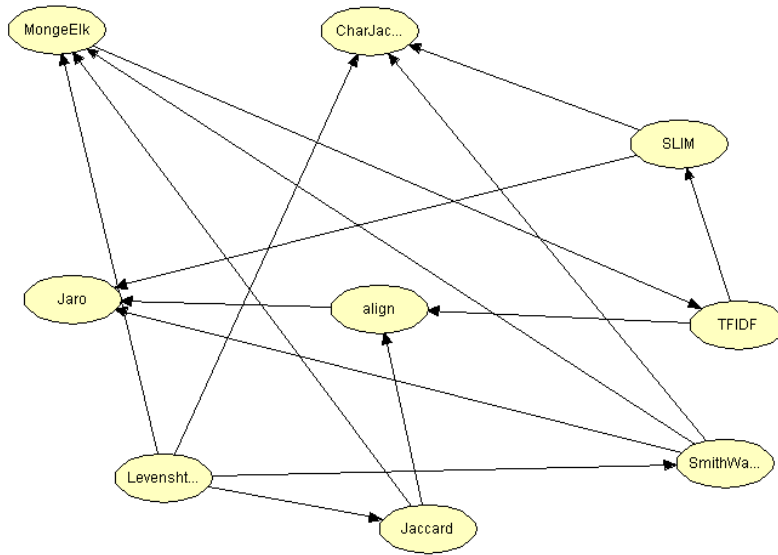 MongeElk
CharJac...
SLIM
Jaro
align
TFIDF
Levensht...
SmithWa...
Jaccard